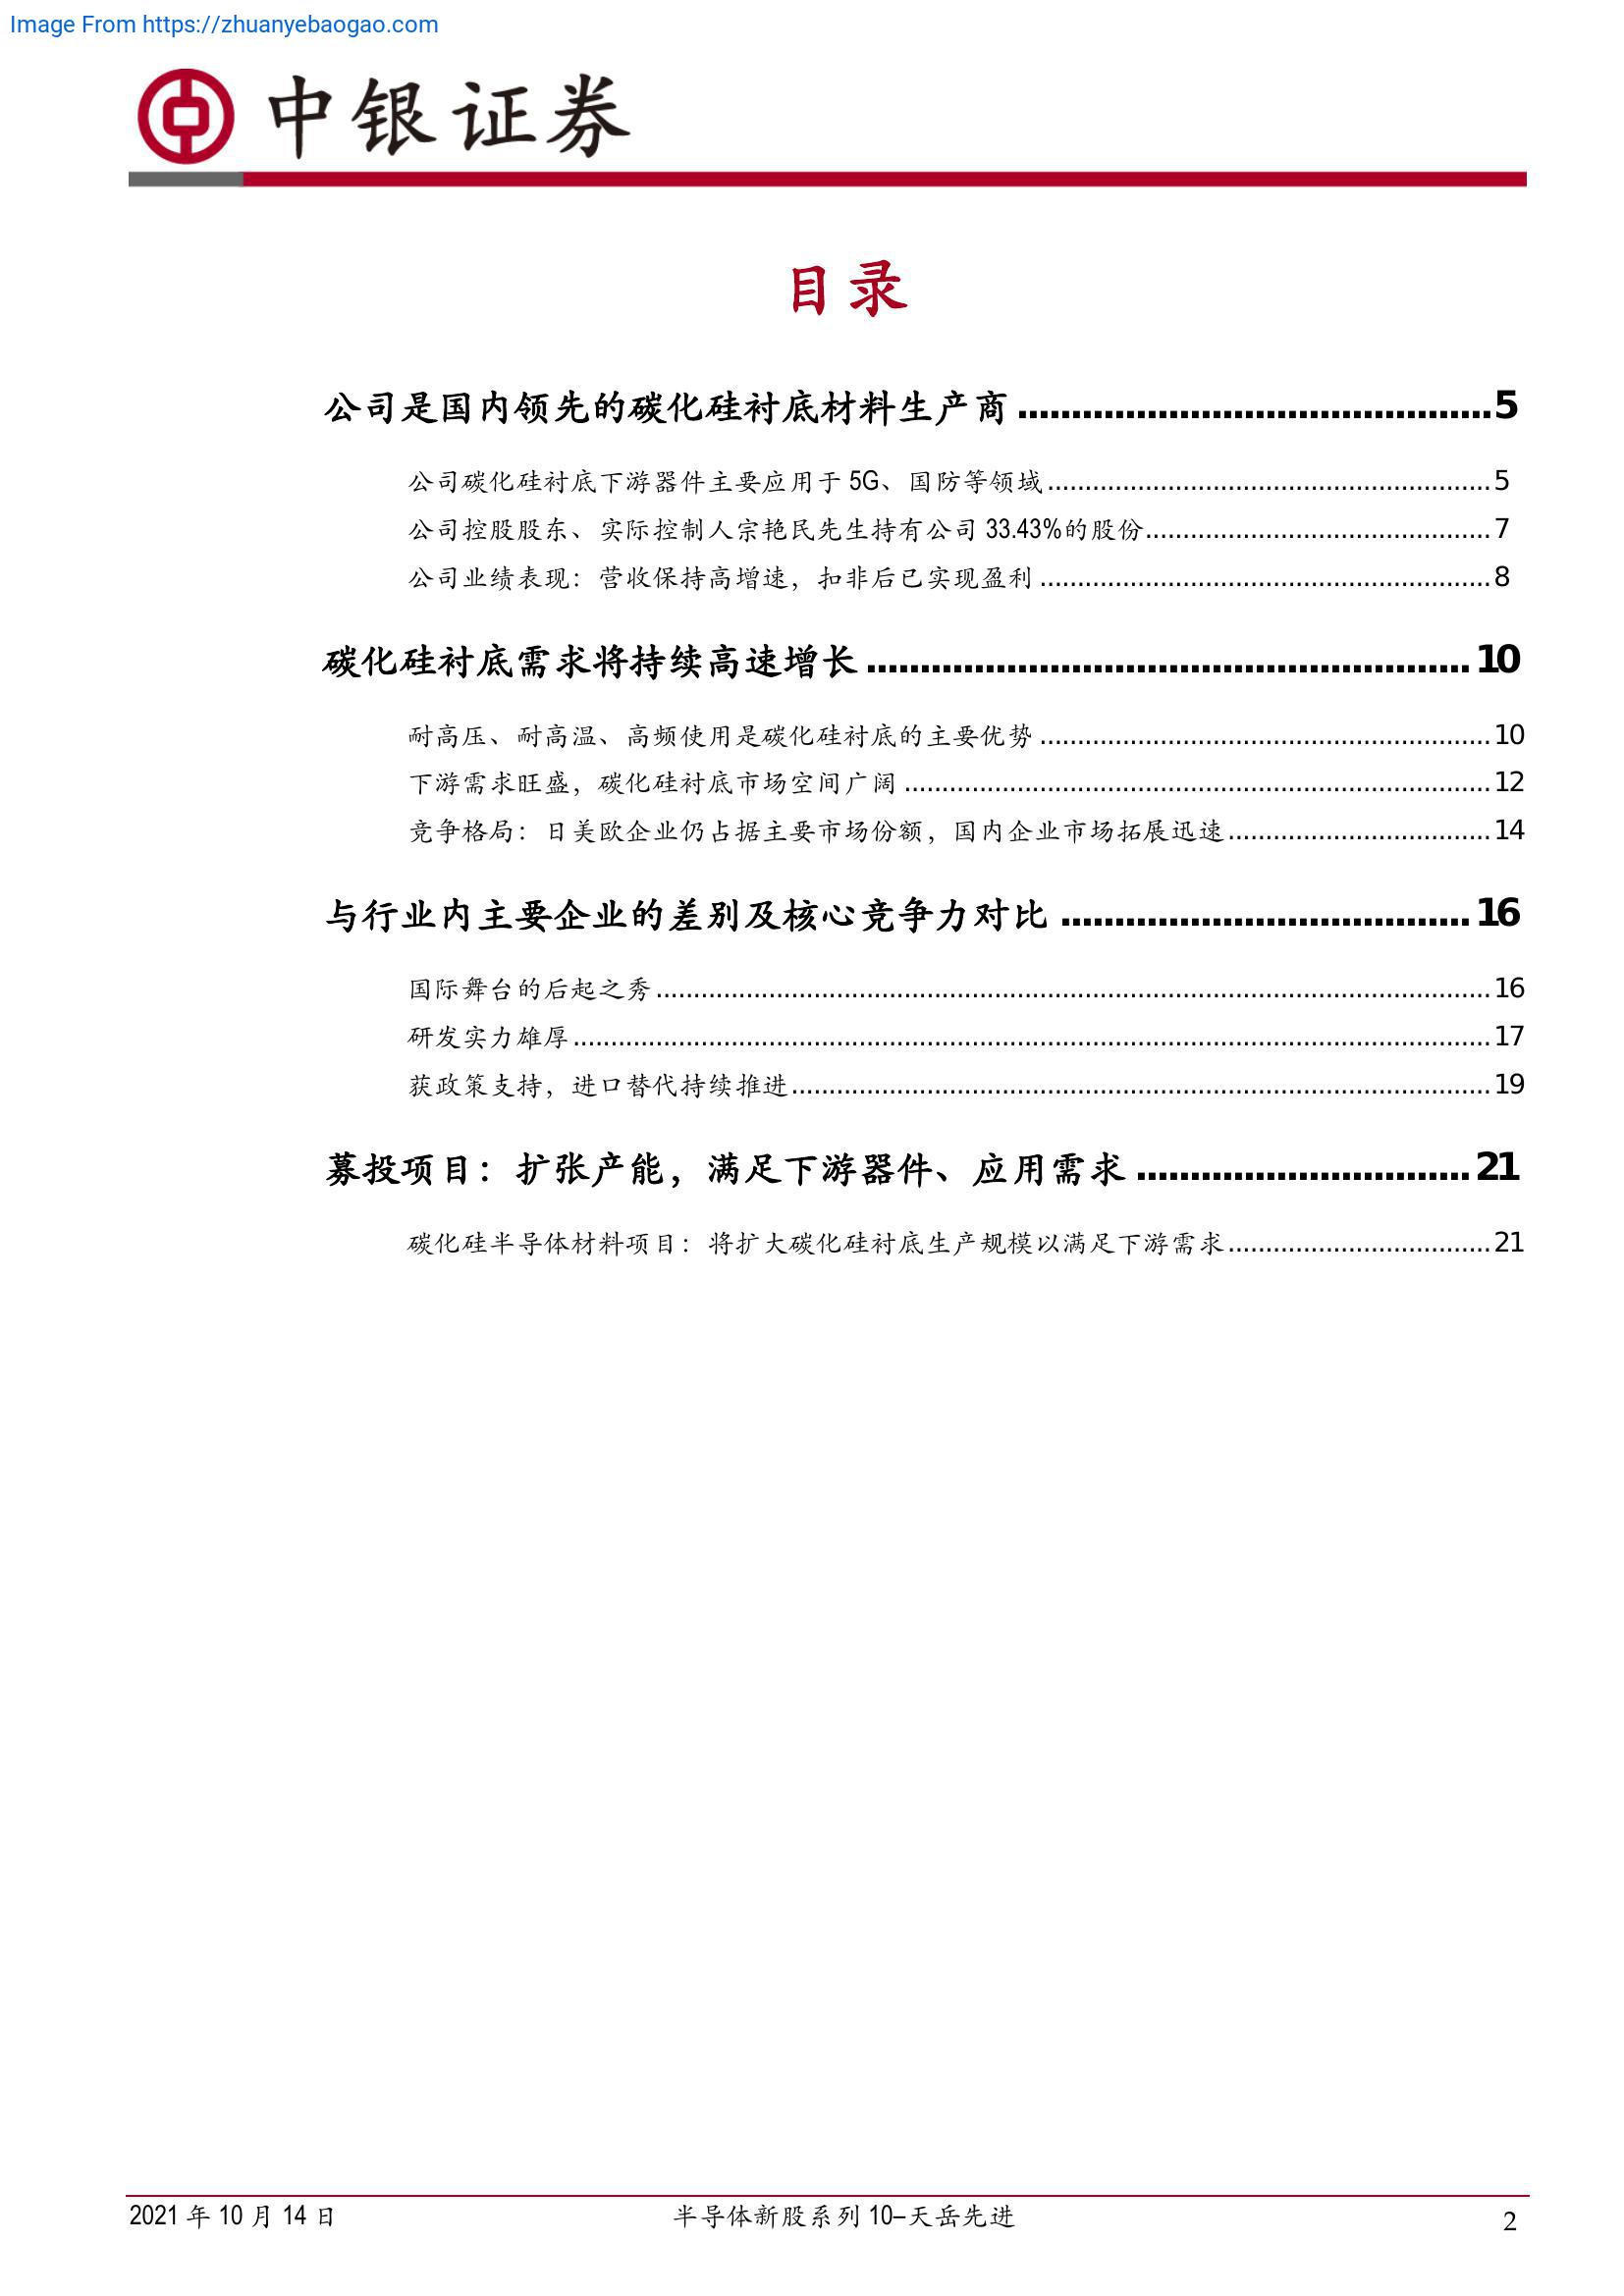 Image From https://zhuanyebaogao.com
中银证券
目录
公司是国内领先的碳化硅衬底材料生产商............................................5
公司碳化硅衬底下游器件主要应用于 5G、国防等领域...........................................................5
公司控股股东、实际控制人宗艳民先生持有公司 33.43%的股份..............................................7
公司业绩表现：营收保持高增速，扣非后已实现盈利............................................................8
碳化硅衬底需求将持续高速增长........................................................10
耐高压、耐高温、高频使用是碳化硅衬底的主要优势............................................................10
下游需求旺盛，碳化硅衬底市场空间广阔..............................................................................12
竞争格局：日美欧企业仍占据主要市场份额，国内企业市场拓展迅速...................................14
与行业内主要企业的差别及核心竞争力对比......................................16
国际舞台的后起之秀...............................................................................................................16
研发实力雄厚..........................................................................................................................17
获政策支持，进口替代持续推进.............................................................................................19
募投项目：扩张产能，满足下游器件、应用需求...............................21
碳化硅半导体材料项目：将扩大碳化硅衬底生产规模以满足下游需求...................................21
2021 年 10 月 14 日
半导体新股系列 10–天岳先进
2